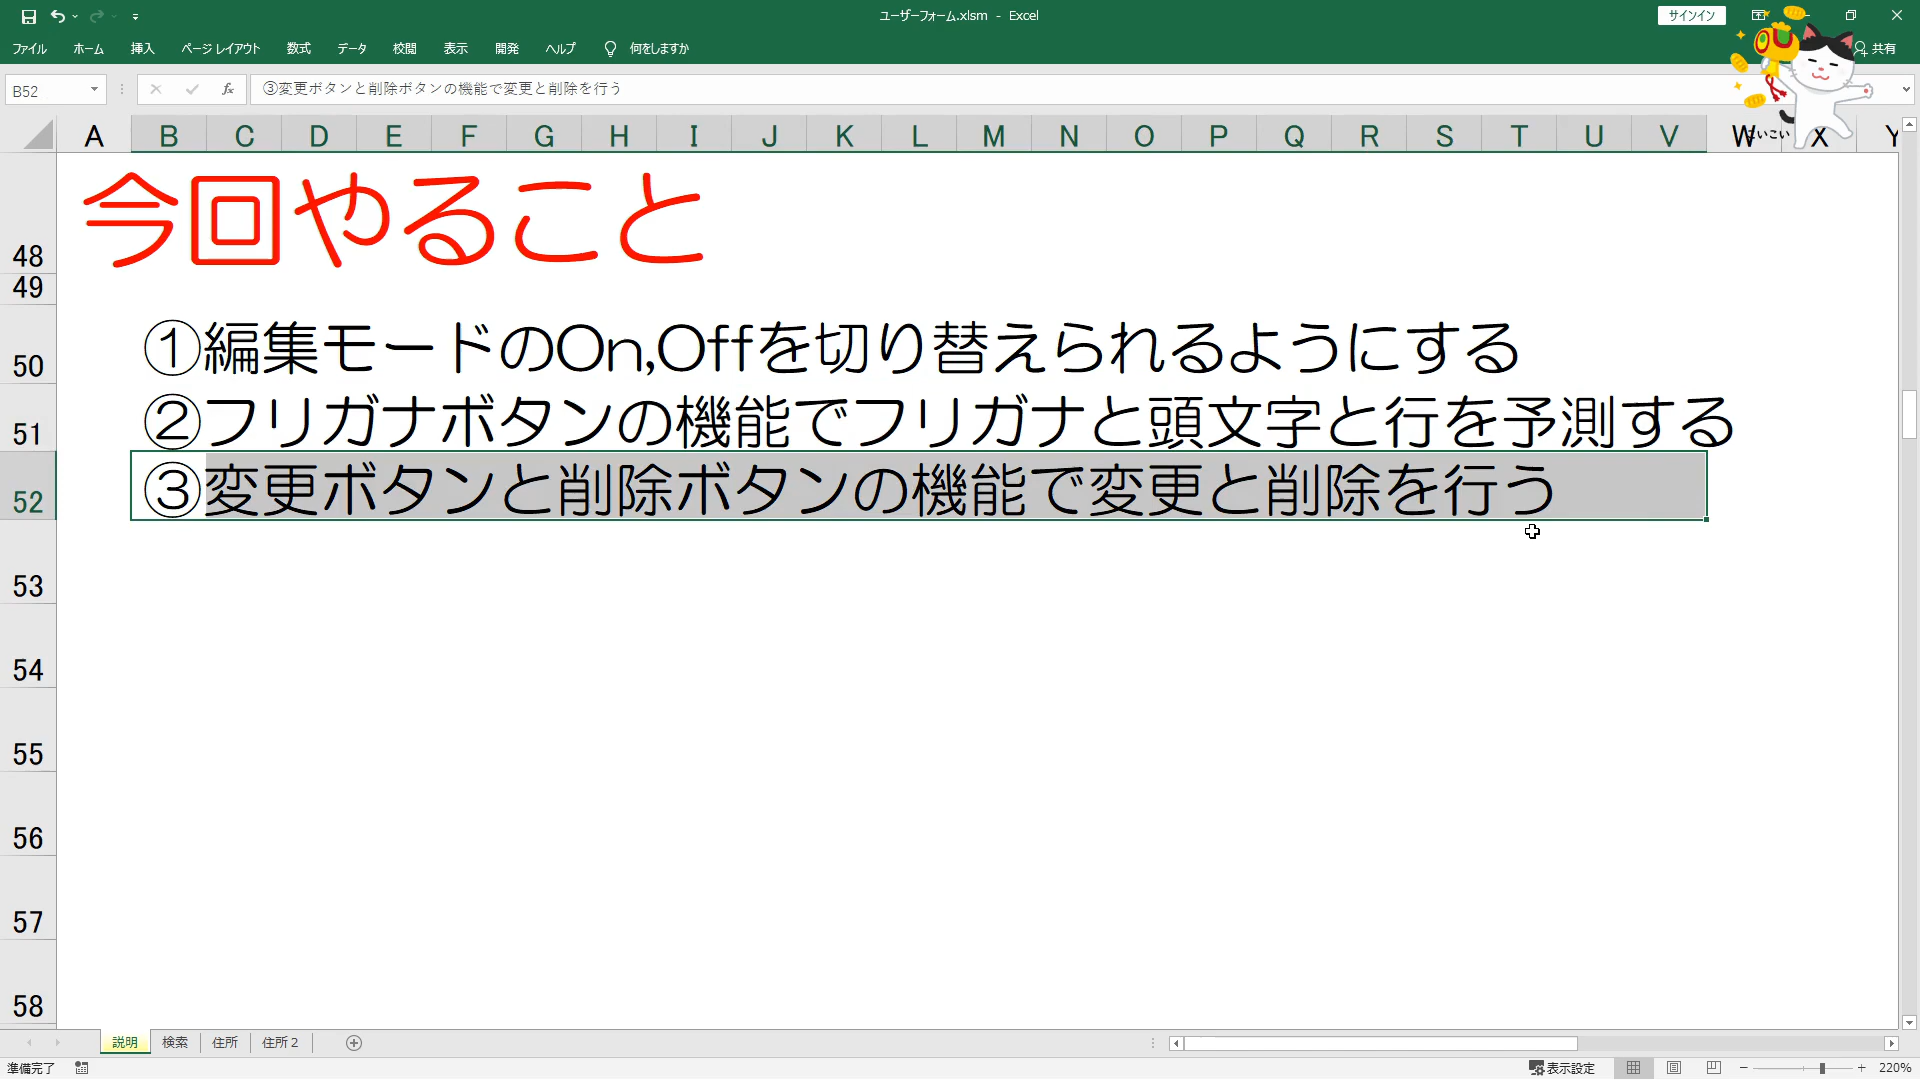 ユーザーフォーム.xlsm - Excel
サインイン
ファイル ホーム 挿入 ページ レイアウト 数式 データ 校閲 表示 開発 ヘルプ 何をしますか 共有
B52 fx ③変更ボタンと削除ボタンの機能で変更と削除を行う
A B C D E F G H I J K L M N O P Q R S T U V W X Y
48 今回やること
49
50 ①編集モードのOn,Offを切り替えられるようにする
51 ②フリガナボタンの機能でフリガナと頭文字と行を予測する
52 ③変更ボタンと削除ボタンの機能で変更と削除を行う
53
54
55
56
57
58
説明 検索 住所 住所2
準備完了 表示設定 220%